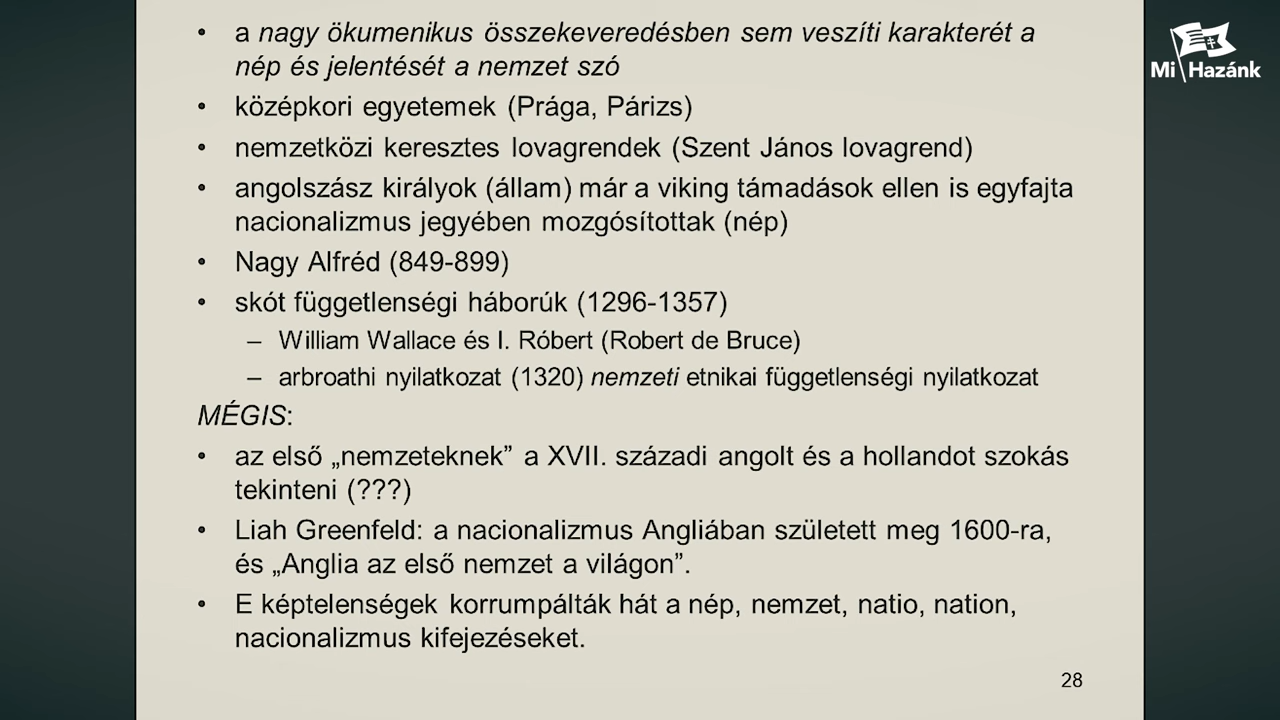 • a nagy ökumenikus összekeveredésben sem veszíti karakterét a
nép és jelentését a nemzet szó
• középkori egyetemek (Prága, Párizs)
• nemzetközi keresztes lovagrendek (Szent János lovagrend)
• angolszász királyok (állam) már a viking támadások ellen is egyfajta
nacionalizmus jegyében mozgósítottak (nép)
• Nagy Alfréd (849-899)
• skót függetlenségi háborúk (1296-1357)
– William Wallace és I. Róbert (Robert de Bruce)
– arbroathi nyilatkozat (1320) nemzeti etnikai függetlenségi nyilatkozat
MÉGIS:
• az első „nemzeteknek” a XVII. századi angolt és a hollandot szokás
tekinteni (???)
• Liah Greenfeld: a nacionalizmus Angliában született meg 1600-ra,
és „Anglia az első nemzet a világon”.
• E képtelenségek korrumpálták hát a nép, nemzet, natio, nation,
nacionalizmus kifejezéseket.
28
Mi Hazánk